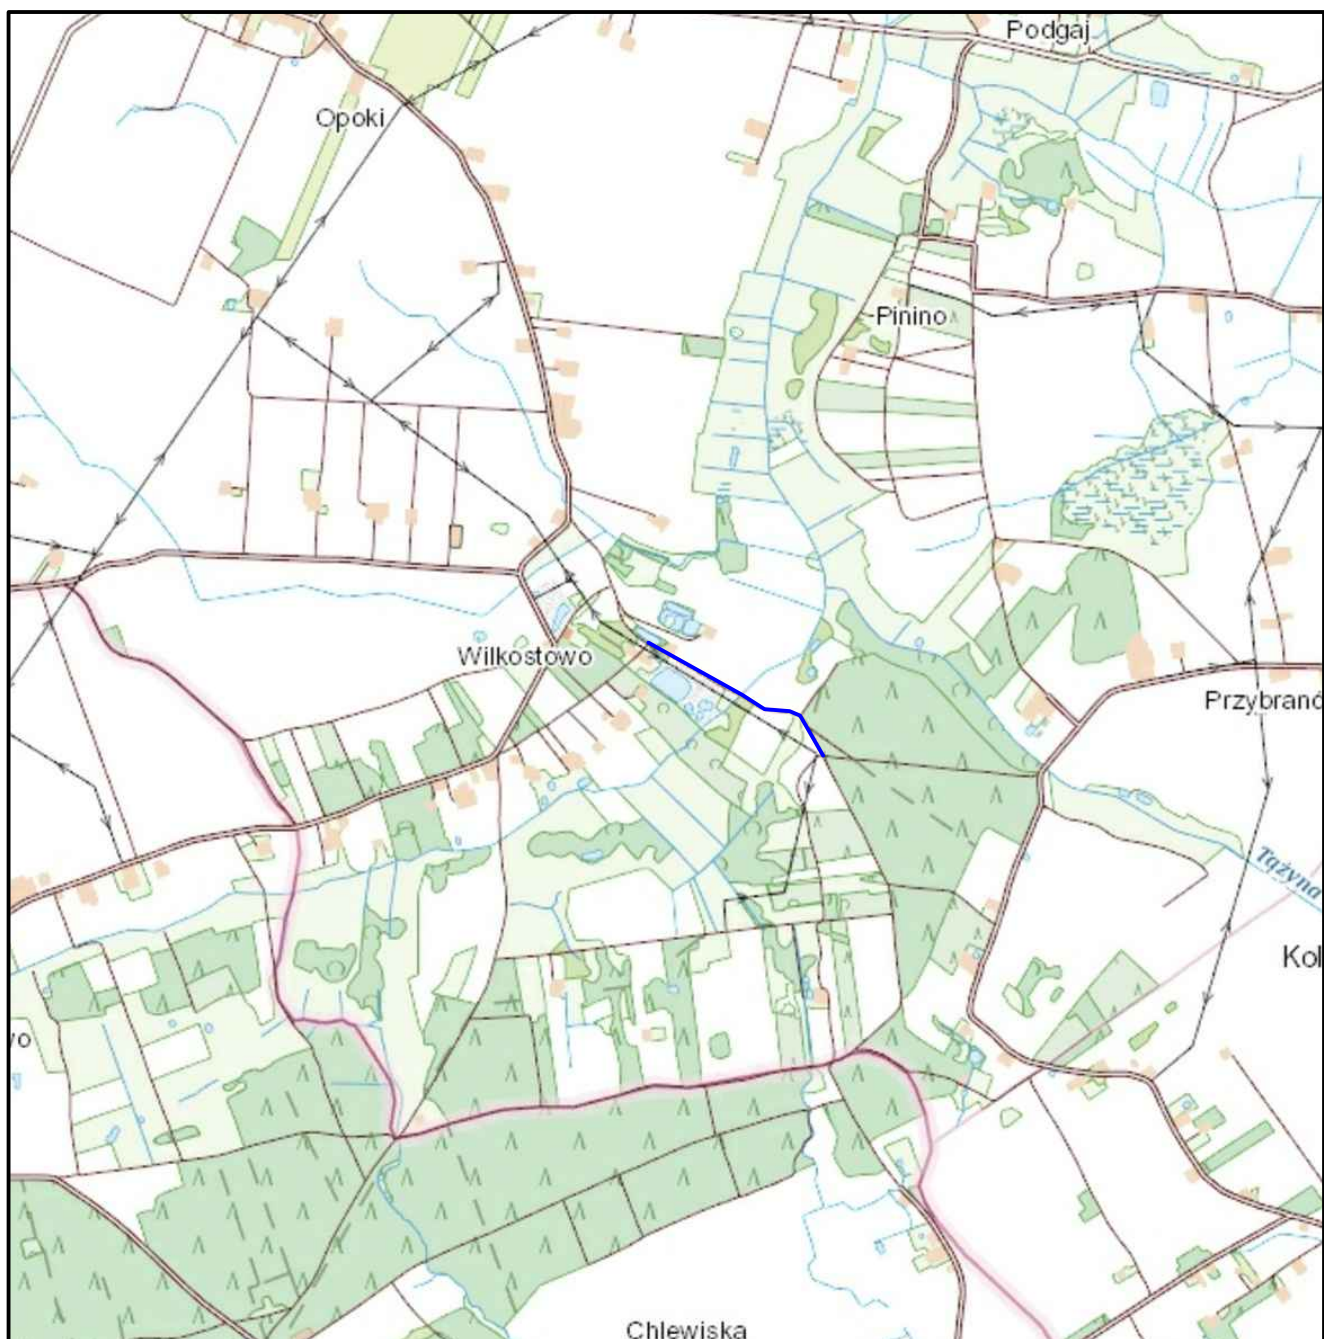 Podgaj
Opoki
Pinino
Wilkostowo
Przybrano
Tążyna
Kol
wo
Chlewiska